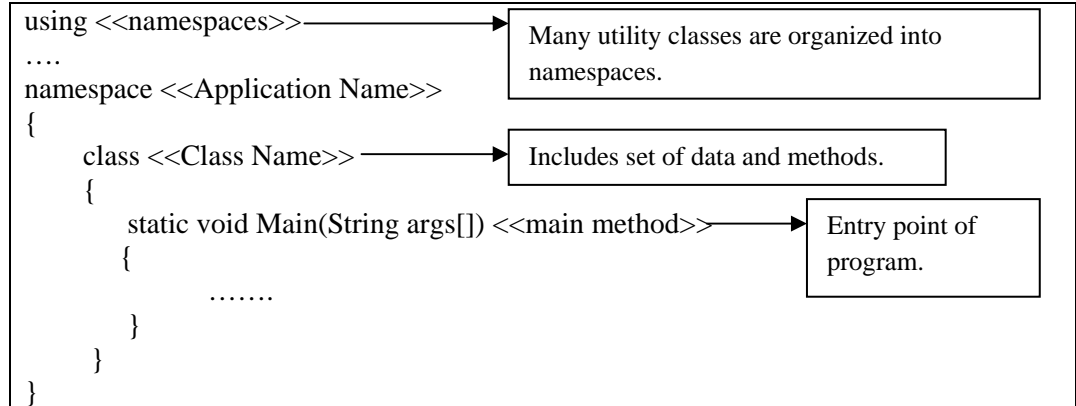 using <<namespaces>>
Many utility classes are organized into
namespaces.
….
namespace <<Application Name>>
{
class <<Class Name>>
Includes set of data and methods.
{
static void Main(String args[]) <<main method>>
Entry point of
program.
{
…….
}
}
}